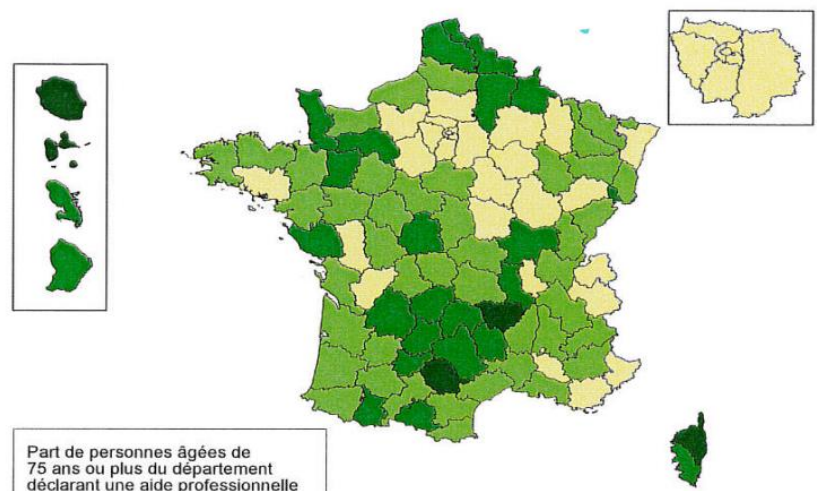 Part de personnes âgées de
75 ans ou plus du département
déclarant une aide professionnelle